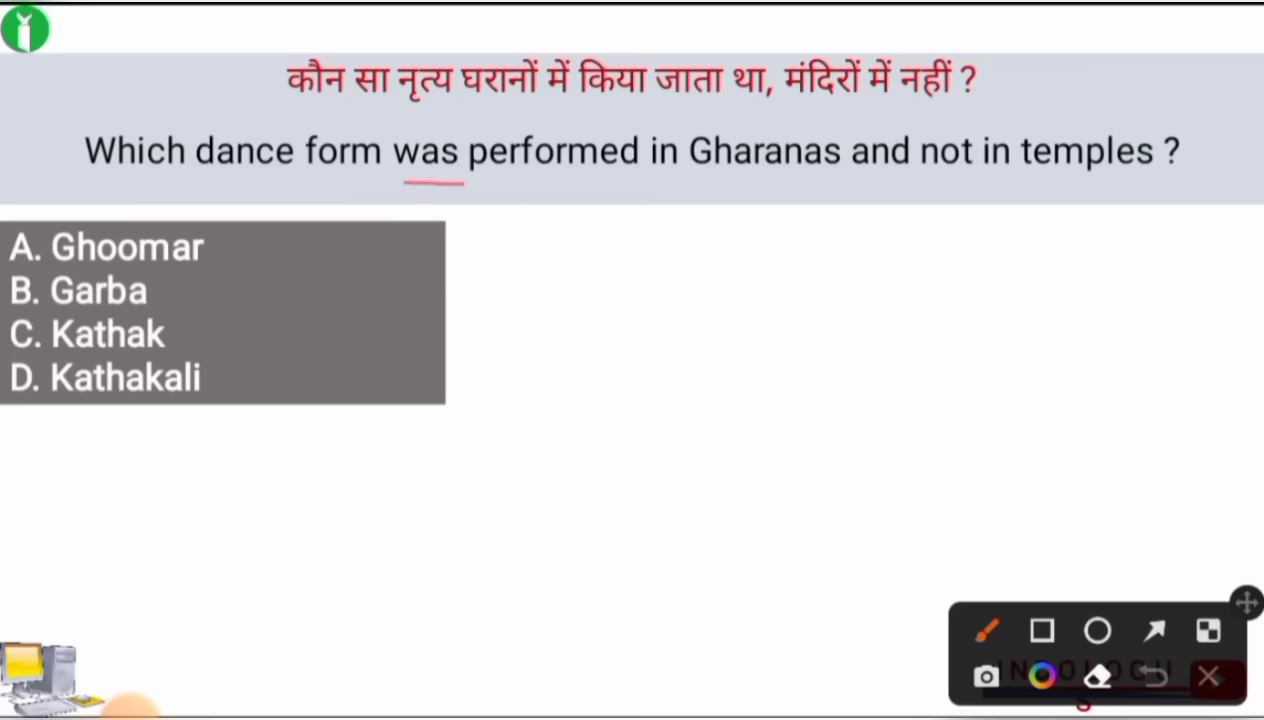 कौन सा नृत्य घरानों में किया जाता था, मंदिरों में नहीं ?
Which dance form was performed in Gharanas and not in temples ?
A. Ghoomar
B. Garba
C. Kathak
D. Kathakali